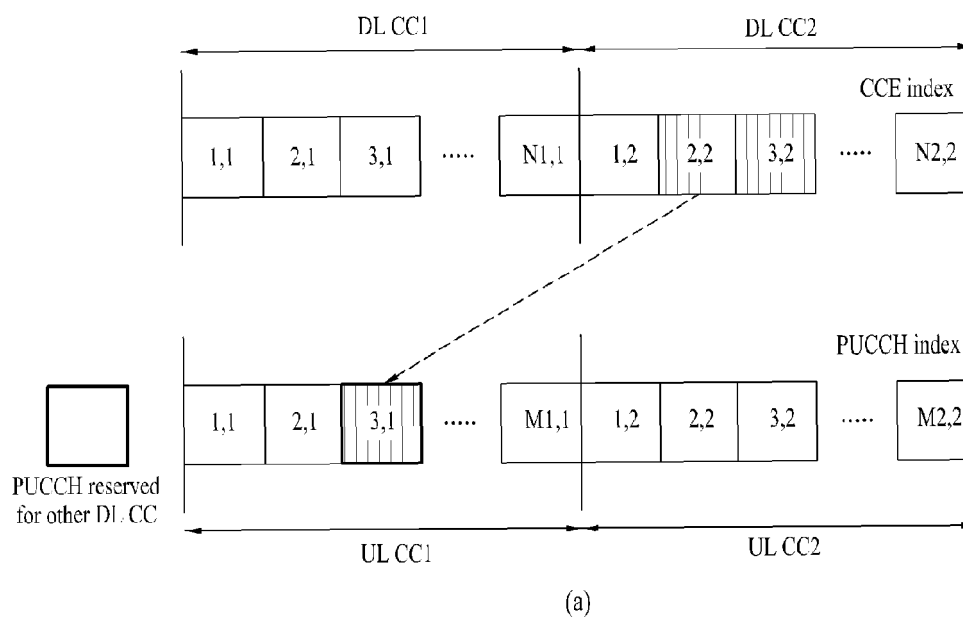 DL CC1 DL CC2
CCE index
1,1 2,1 3,1 ..... N1,1 1,2 2,2 3,2 ..... N2,2
PUCCH index
1,1 2,1 3,1 ..... M1,1 1,2 2,2 3,2 ..... M2,2
PUCCH reserved
for other DL CC
UL CC1 UL CC2
(a)